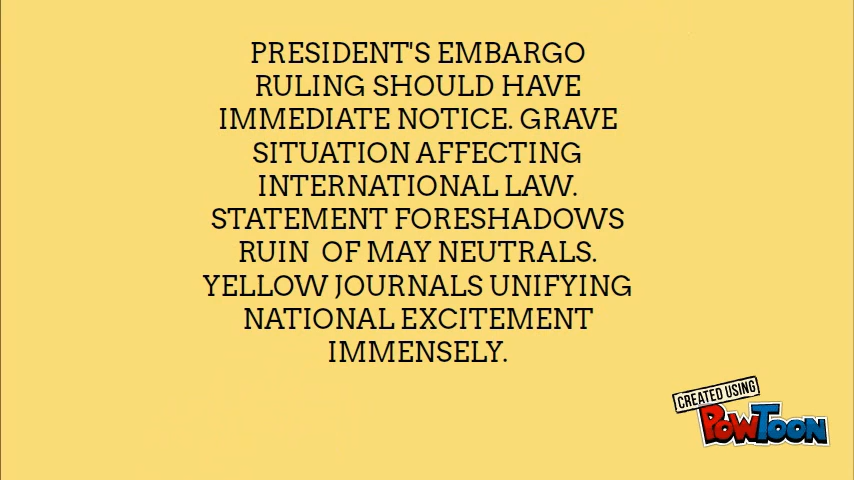 PRESIDENT'S EMBARGO
RULING SHOULD HAVE
IMMEDIATE NOTICE. GRAVE
SITUATION AFFECTING
INTERNATIONAL LAW.
STATEMENT FORESHADOWS
RUIN  OF MAY NEUTRALS.
YELLOW JOURNALS UNIFYING
NATIONAL EXCITEMENT
IMMENSELY.
CREATED USING
POWTOON